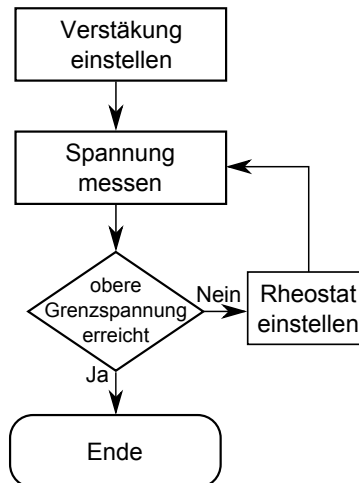 Verstäkung
einstellen
Spannung
messen
obere
Grenzspannung
erreicht
Nein
Rheostat
einstellen
Ja
Ende